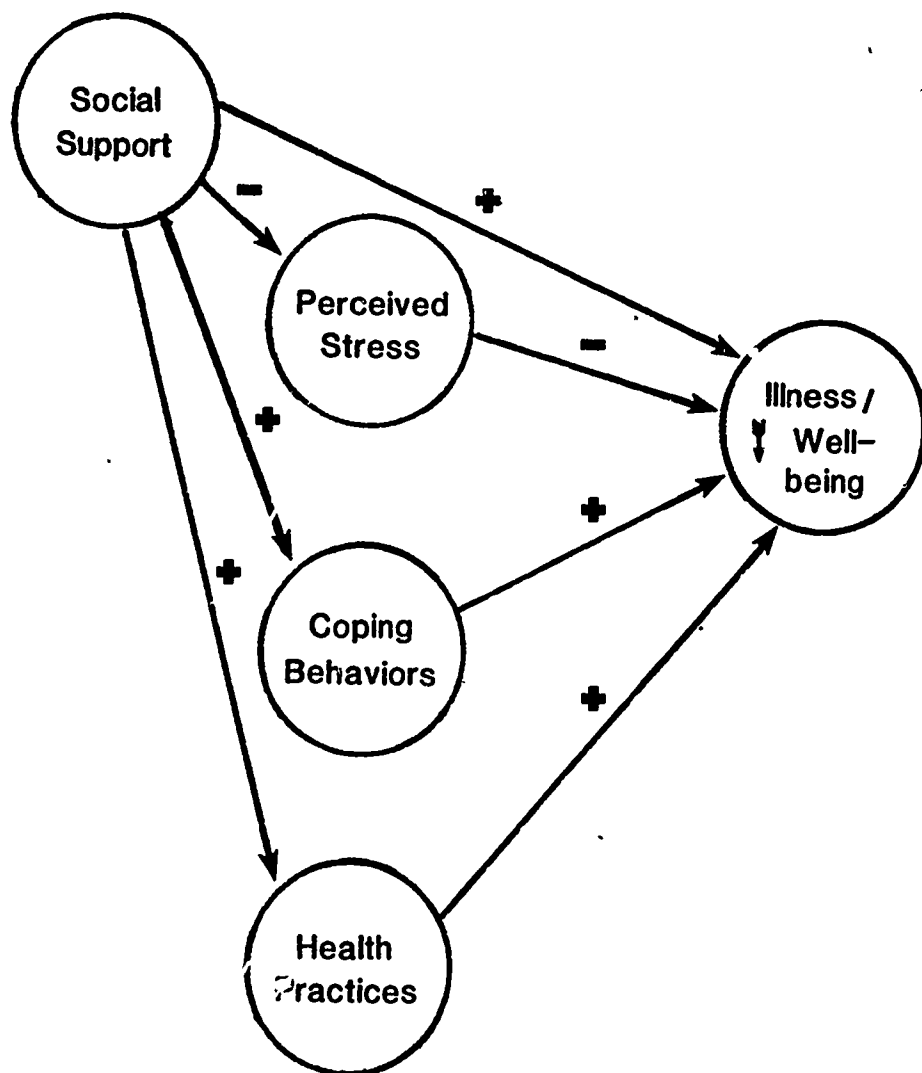 Social
Support
−
+
Perceived
Stress
−
Illness /
Well-
being
+
+
Coping
Behaviors
+
+
Health
Practices